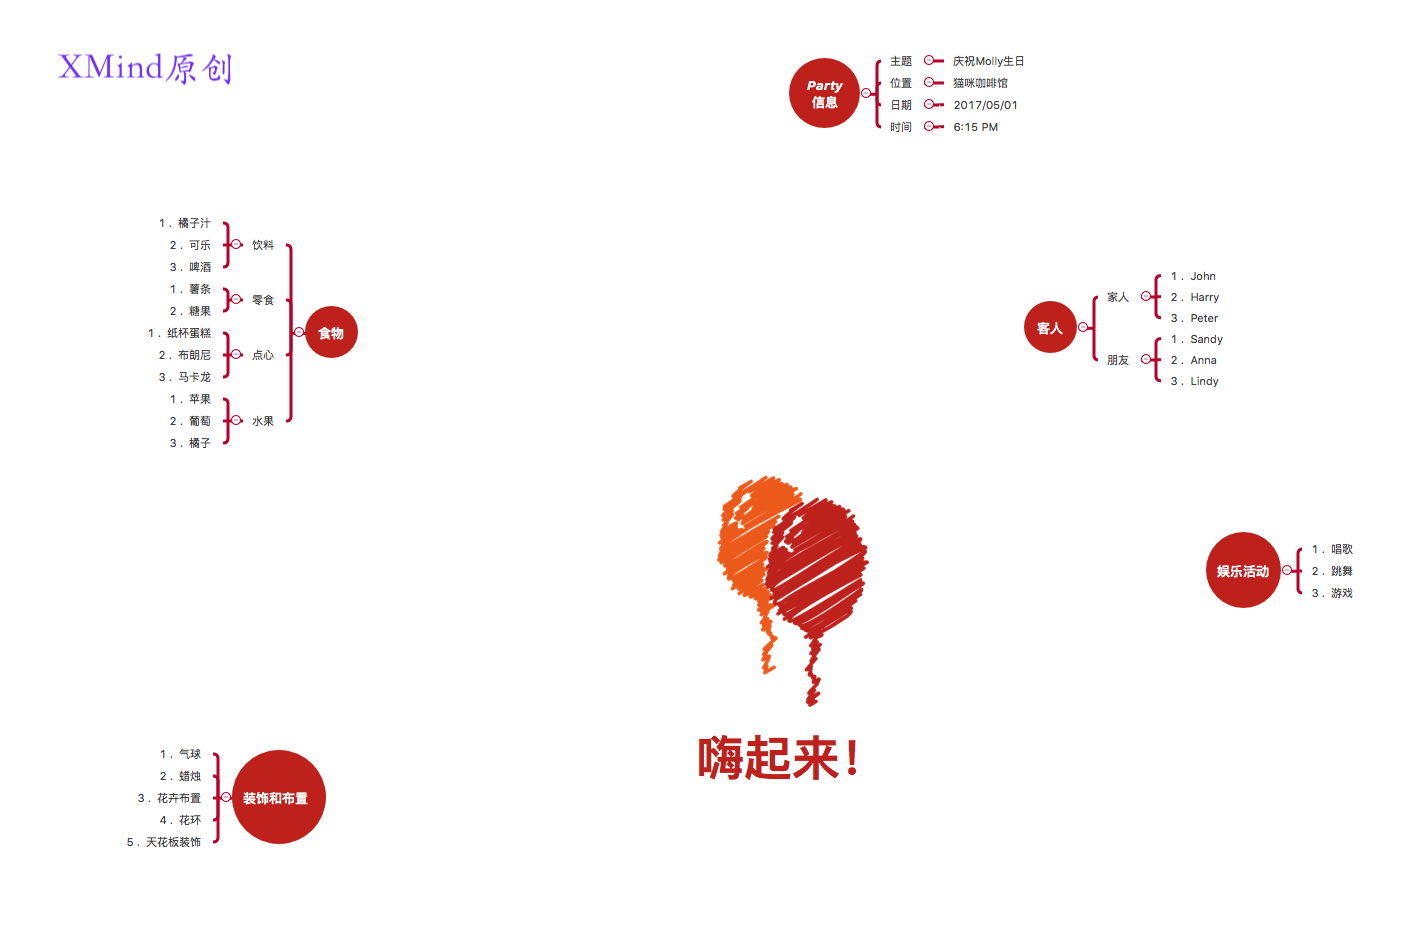 XMind原创
Party
信息
主题
庆祝Molly生日
位置
猫咪咖啡馆
日期
2017/05/01
时间
6:15 PM
食物
饮料
1 . 橘子汁
2 . 可乐
3 . 啤酒
零食
1 . 薯条
2 . 糖果
点心
1 . 纸杯蛋糕
2 . 布朗尼
3 . 马卡龙
水果
1 . 苹果
2 . 葡萄
3 . 橘子
客人
家人
1 . John
2 . Harry
3 . Peter
朋友
1 . Sandy
2 . Anna
3 . Lindy
娱乐活动
1 . 唱歌
2 . 跳舞
3 . 游戏
嗨起来！
装饰和布置
1 . 气球
2 . 蜡烛
3 . 花卉布置
4 . 花环
5 . 天花板装饰